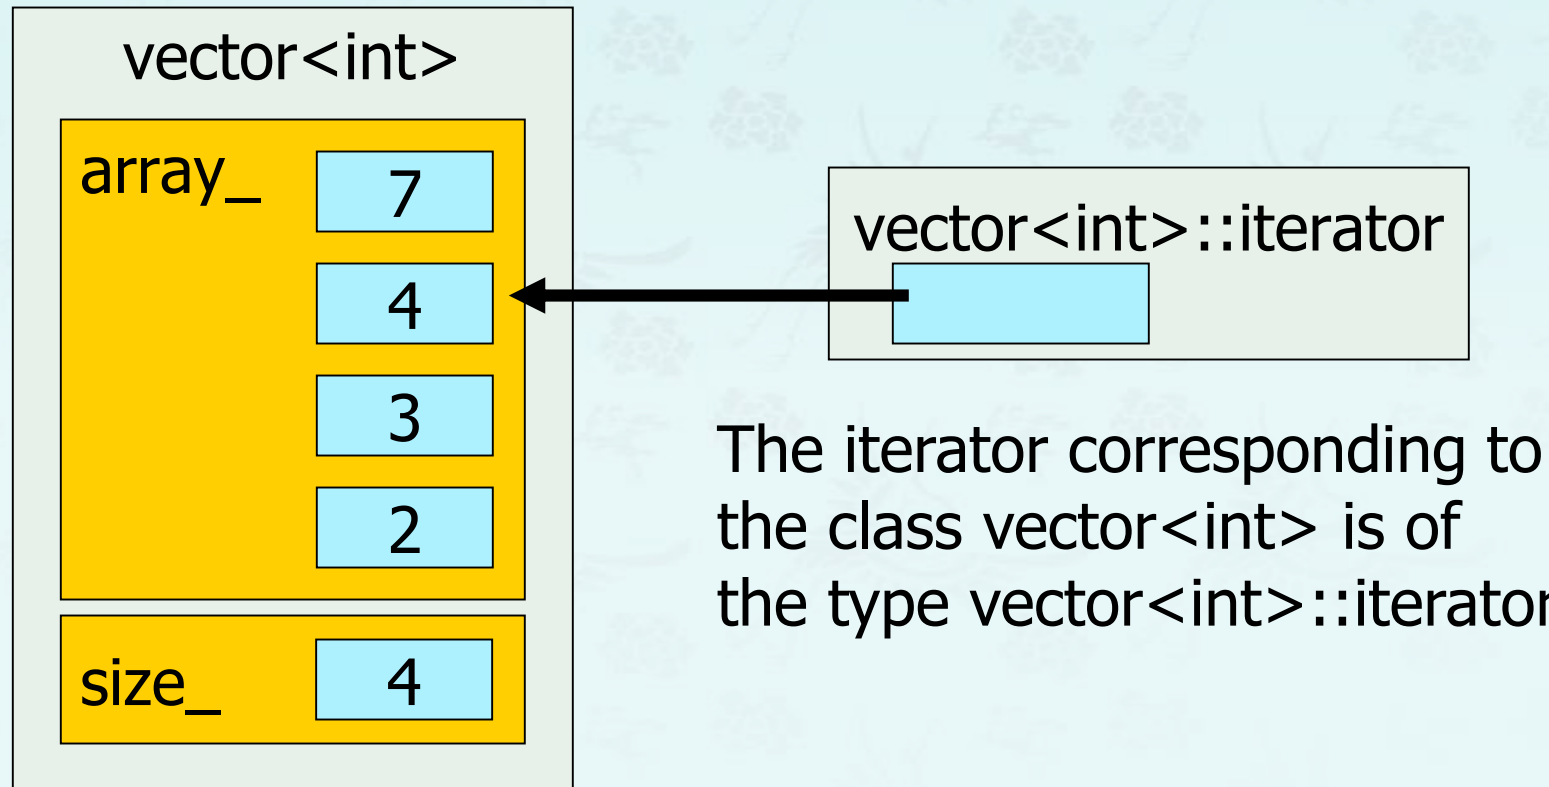 vector<int>
array_
7
4
3
2
size_
4
vector<int>::iterator
The iterator corresponding to
the class vector<int> is of
the type vector<int>::iterator